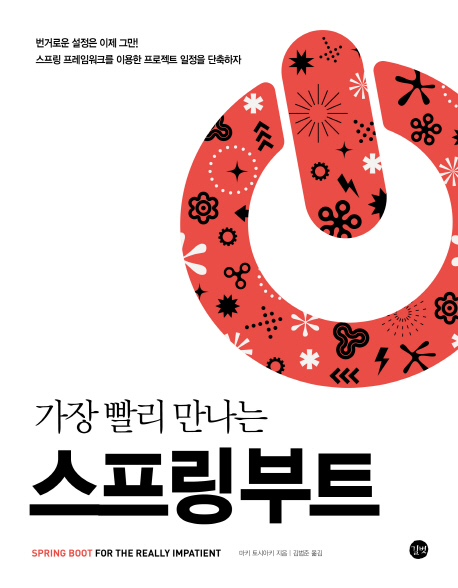 번거로운 설정은 이제 그만!
스프링 프레임워크를 이용한 프로젝트 일정을 단축하자
가장 빨리 만나는
스프링부트
SPRING BOOT FOR THE REALLY IMPATIENT
마키 토시아키 지음 | 김범준 옮김
길벗